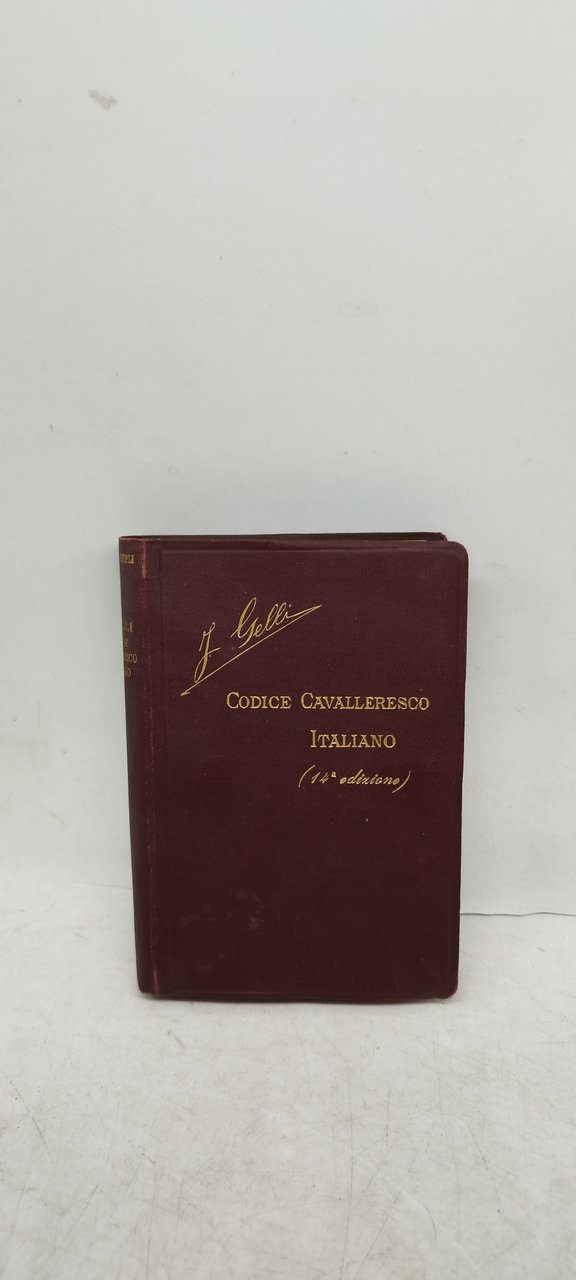 J. Gelli
CODICE CAVALLERESCO
ITALIANO
(14ª edizione)